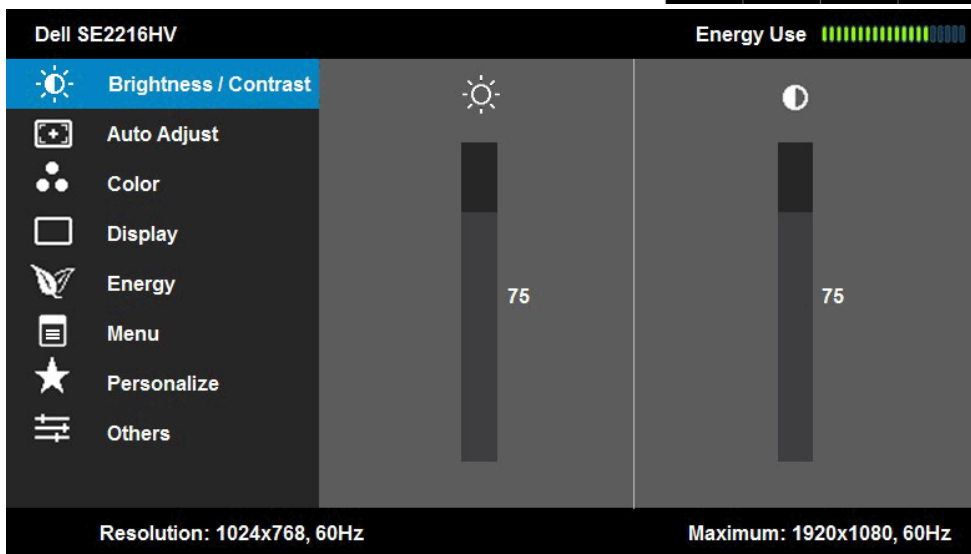 Dell SE2216HV Energy Use
Brightness / Contrast
Auto Adjust
Color
Display
Energy
75 75
Menu
Personalize
Others
Resolution: 1024x768, 60Hz Maximum: 1920x1080, 60Hz